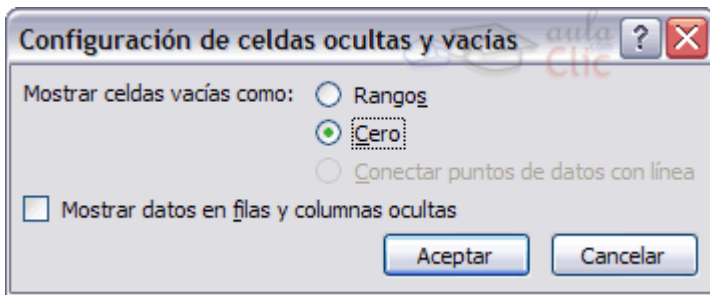 Configuración de celdas ocultas y vacías
aula
Clic
?
Mostrar celdas vacías como:
Rangos
Cero
Conectar puntos de datos con línea
Mostrar datos en filas y columnas ocultas
Aceptar
Cancelar